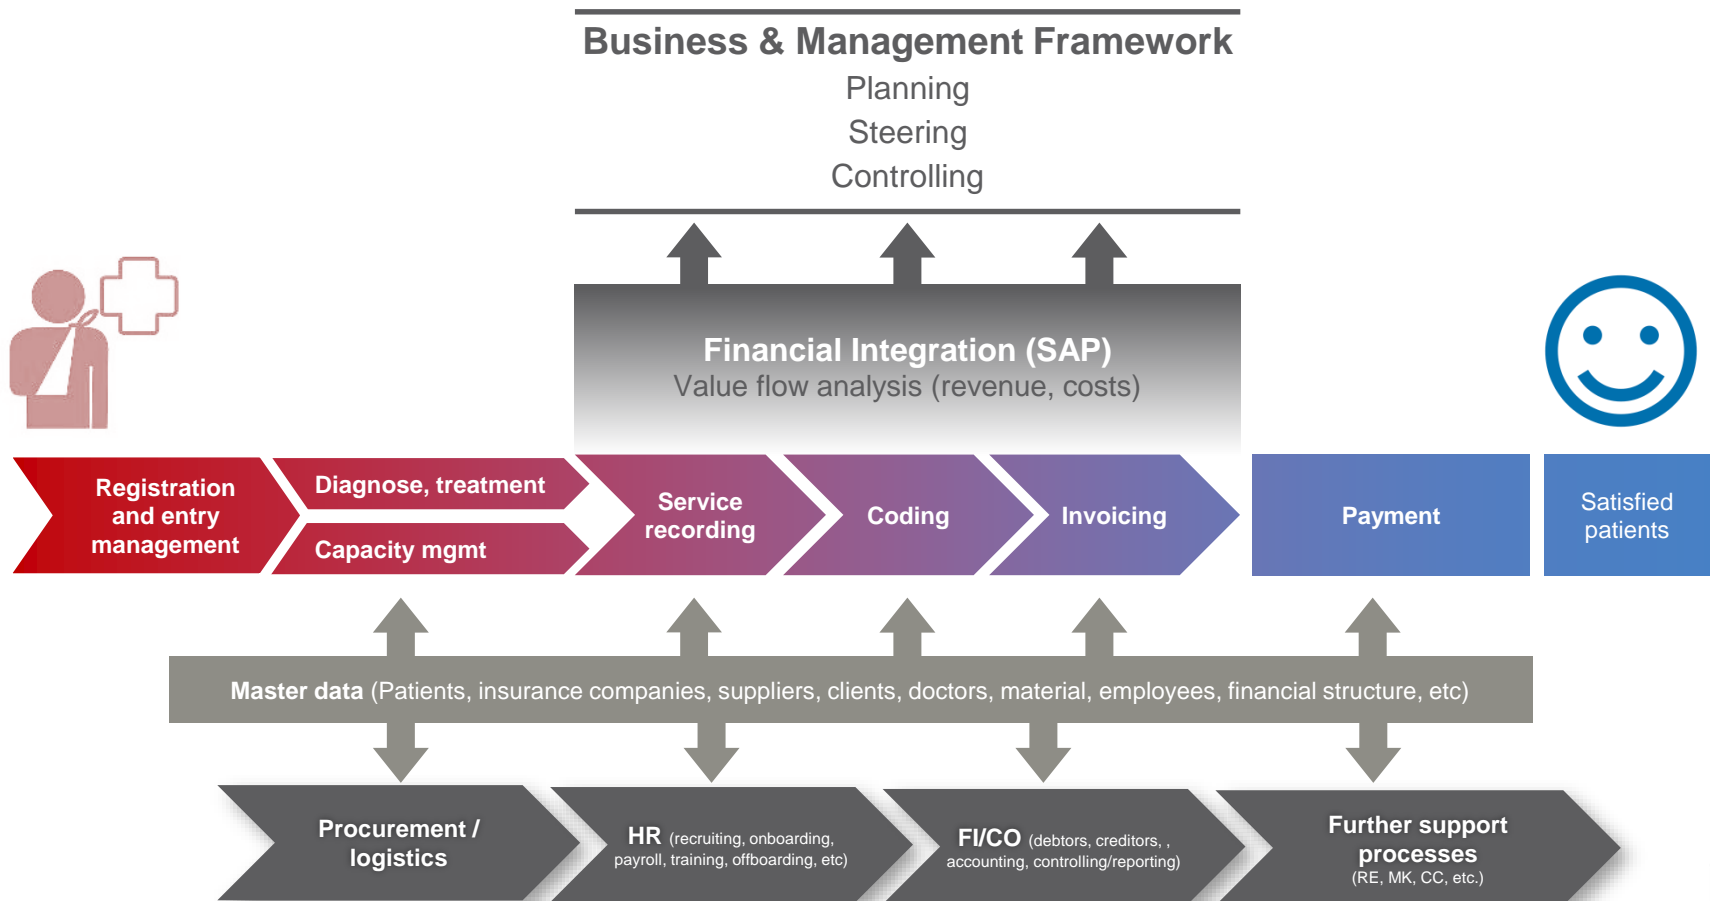 Business & Management Framework
Planning
Steering
Controlling
Financial Integration (SAP)
Value flow analysis (revenue, costs)
Registration
and entry
management
Diagnose, treatment
Capacity mgmt
Service
recording
Coding
Invoicing
Payment
Satisfied
patients
Master data (Patients, insurance companies, suppliers, clients, doctors, material, employees, financial structure, etc)
Procurement /
logistics
HR (recruiting, onboarding,
payroll, training, offboarding, etc)
FI/CO (debtors, creditors, ,
accounting, controlling/reporting)
Further support
processes
(RE, MK, CC, etc.)